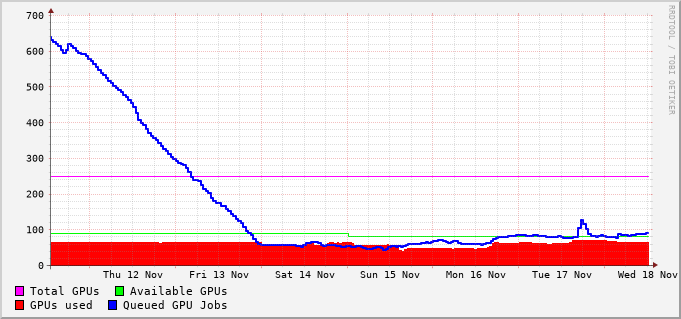 700
600
500
400
300
200
100
0
Thu 12 Nov Fri 13 Nov Sat 14 Nov Sun 15 Nov Mon 16 Nov Tue 17 Nov Wed 18 Nov
Total GPUs Available GPUs
GPUs used Queued GPU Jobs
RRDTOOL / TOBI OETIKER